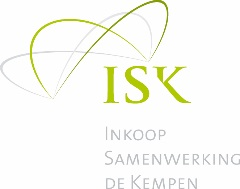 ISK
INKOOP
SAMENWERKING
DE KEMPEN